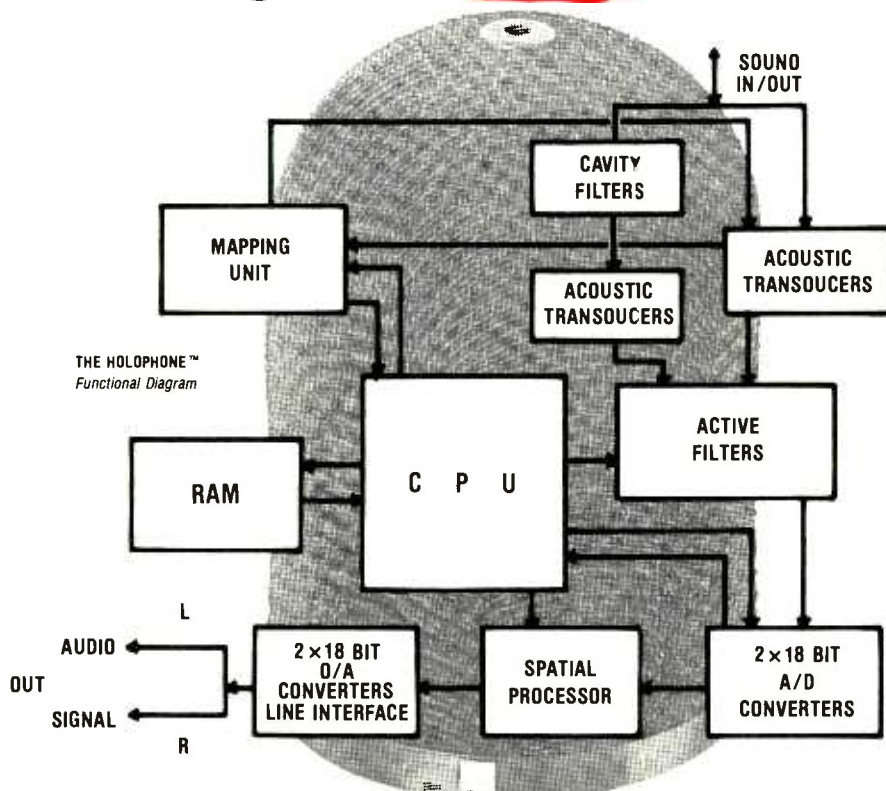 SOUNO
IN/OUT
CAVITY
FILTERS
MAPPING
UNIT
ACOUSTIC
TRANSOUCERS
ACOUSTIC
TRANSOUCERS
THE HOLOPHONE™
Functional Diagram
ACTIVE
FILTERS
RAM
C P U
L
AUDIO
OUT
SIGNAL
R
2×18 BIT
O/A
CONVERTERS
LINE INTERFACE
SPATIAL
PROCESSOR
2×18 BIT
A/D
CONVERTERS